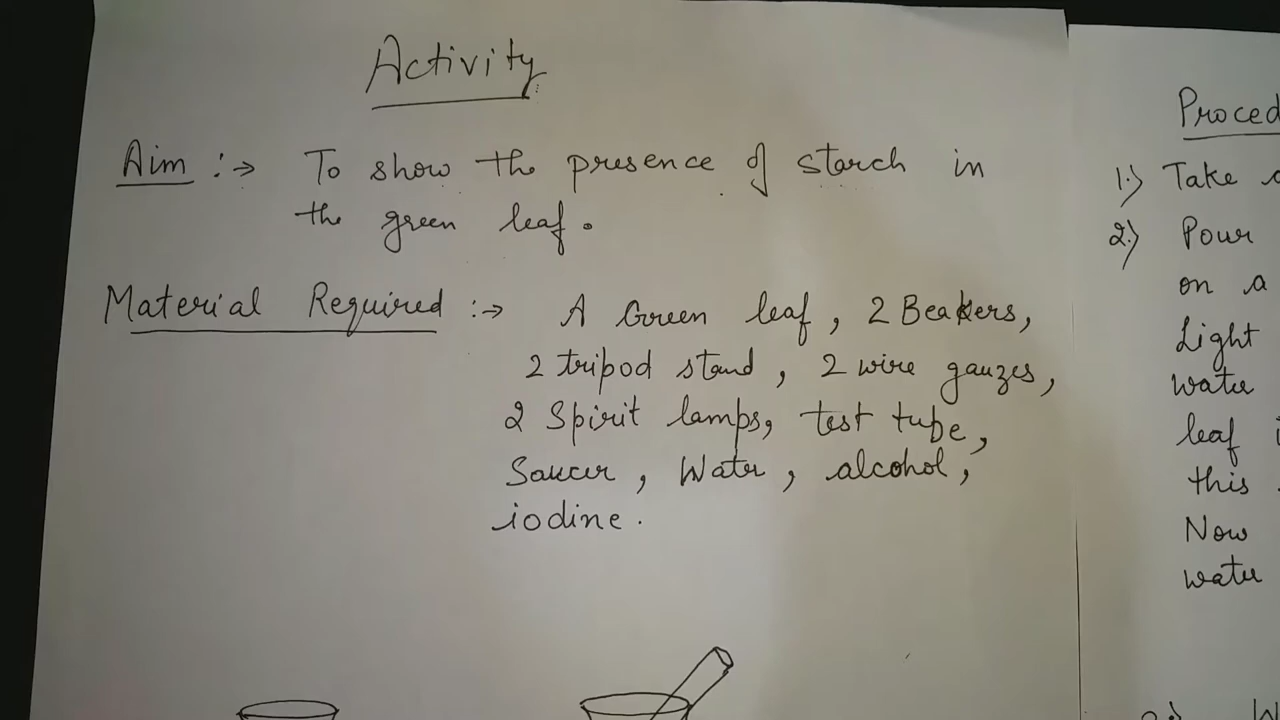 Activity
Aim :→ To show the presence of starch in
the green leaf.
Material Required :→ A Green leaf, 2 Beakers,
2 tripod stand, 2 wire gauzes,
2 Spirit lamps, test tube,
Saucer, Water, alcohol,
iodine.
Proced
1.) Take
2.) Pour
on a
Light
water
leaf
this
Now
water